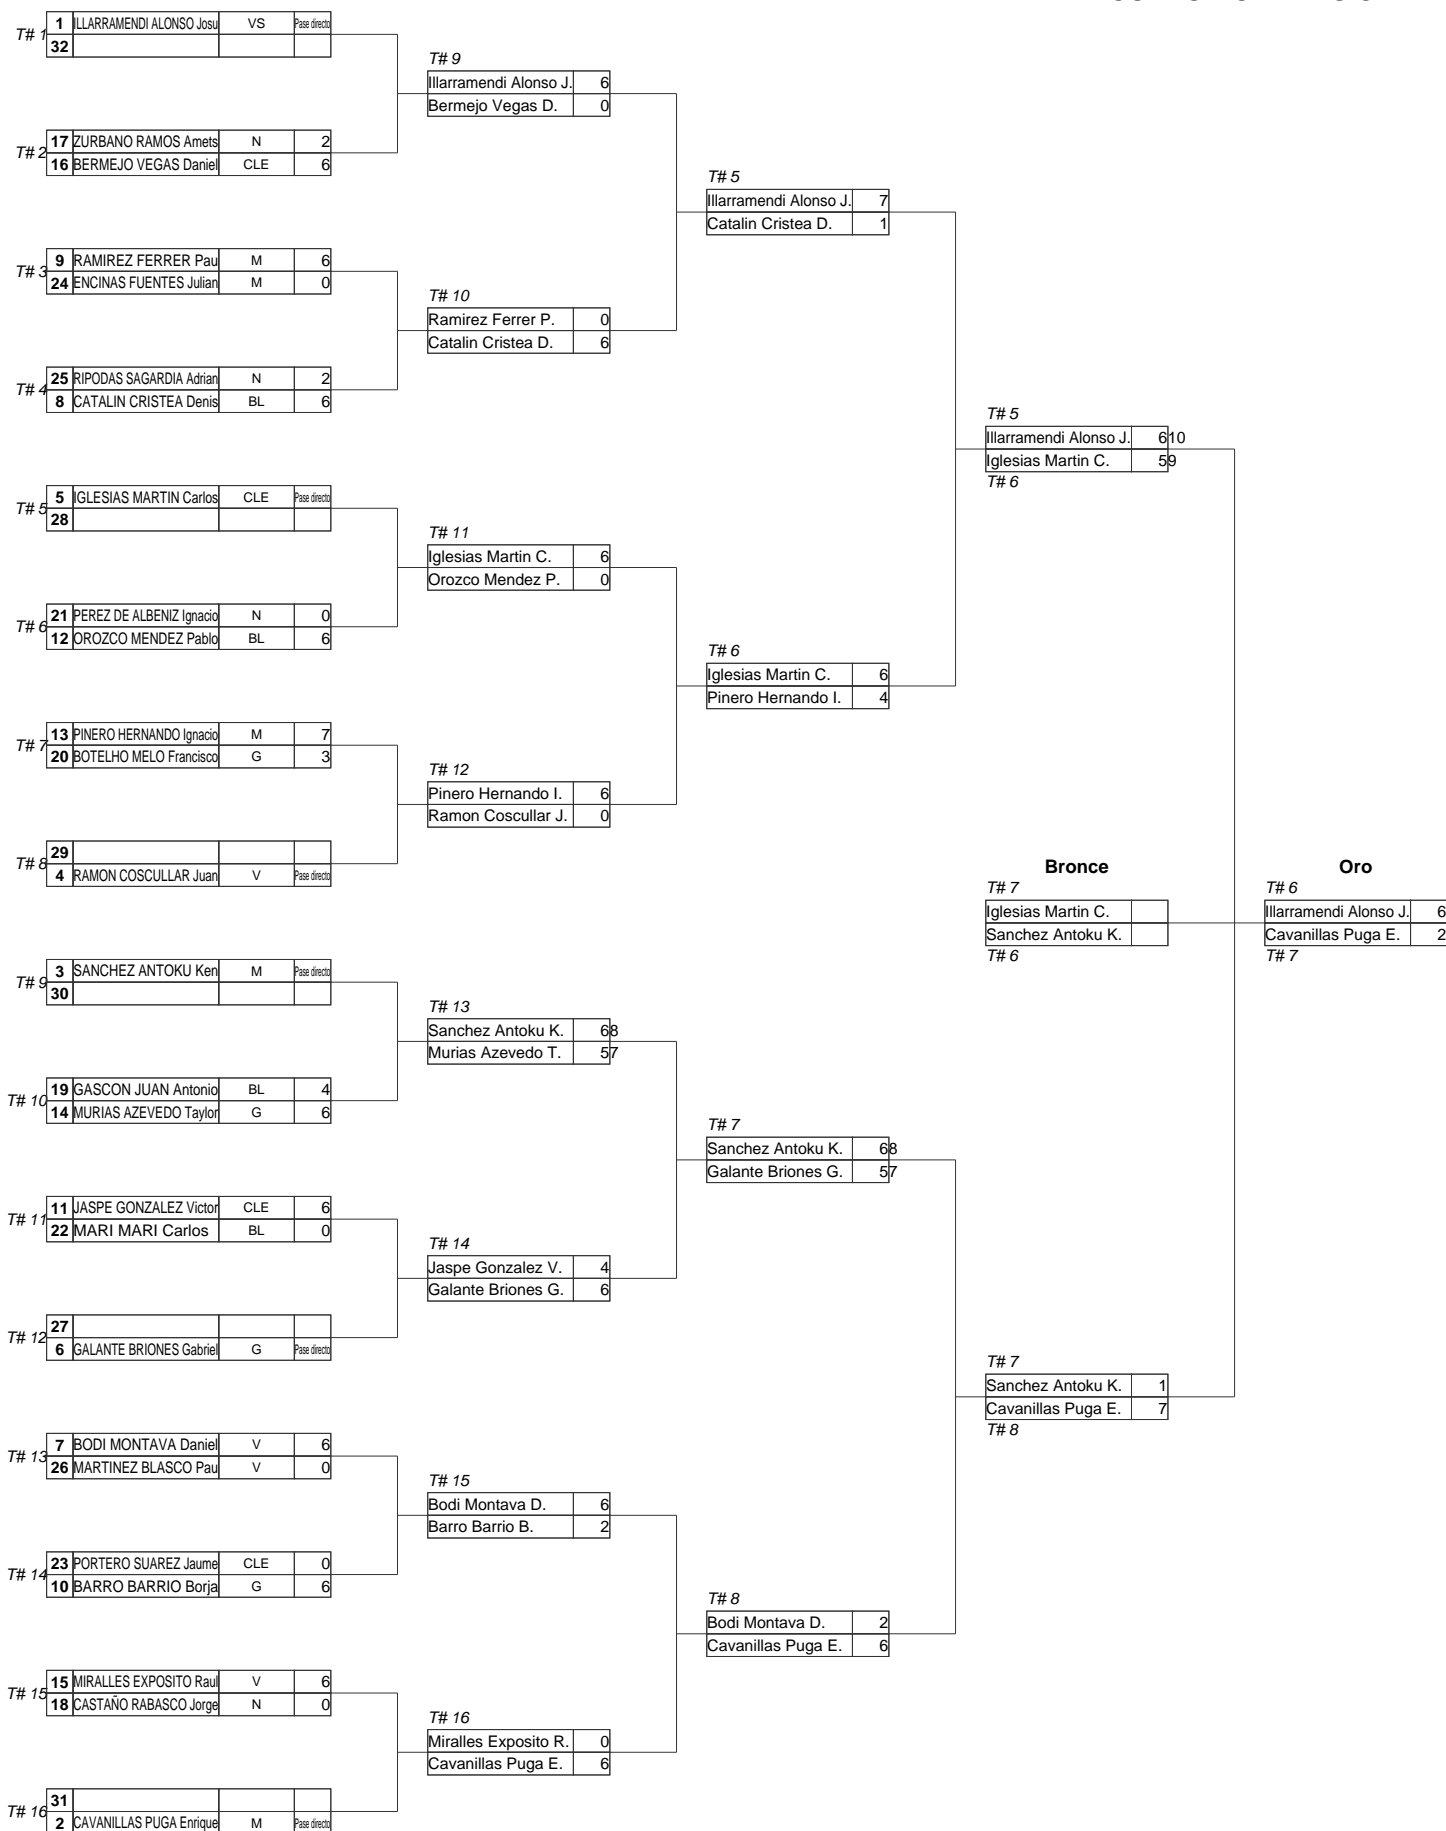 T# 1
1 ILLARRAMENDI ALONSO Josu VS Pase directo
32
T# 2
17 ZURBANO RAMOS Amets N 2
16 BERMEJO VEGAS Daniel CLE 6
T# 3
9 RAMIREZ FERRER Pau M 6
24 ENCINAS FUENTES Julian M 0
T# 4
25 RIPODAS SAGARDIA Adrian N 2
8 CATALIN CRISTEA Denis BL 6
T# 5
5 IGLESIAS MARTIN Carlos CLE Pase directo
28
T# 6
21 PEREZ DE ALBENIZ Ignacio N 0
12 OROZCO MENDEZ Pablo BL 6
T# 7
13 PINERO HERNANDO Ignacio M 7
20 BOTELHO MELO Francisco G 3
T# 8
29
4 RAMON COSCULLAR Juan V Pase directo
T# 9
3 SANCHEZ ANTOKU Ken M Pase directo
30
T# 10
19 GASCON JUAN Antonio BL 4
14 MURIAS AZEVEDO Taylor G 6
T# 11
11 JASPE GONZALEZ Victor CLE 6
22 MARI MARI Carlos BL 0
T# 12
27
6 GALANTE BRIONES Gabriel G Pase directo
T# 13
7 BODI MONTAVA Daniel V 6
26 MARTINEZ BLASCO Pau V 0
T# 14
23 PORTERO SUAREZ Jaume CLE 0
10 BARRO BARRIO Borja G 6
T# 15
15 MIRALLES EXPOSITO Raul V 6
18 CASTAÑO RABASCO Jorge N 0
T# 16
31
2 CAVANILLAS PUGA Enrique M Pase directo
T# 9
Illarramendi Alonso J. 6
Bermejo Vegas D. 0
T# 10
Ramirez Ferrer P. 0
Catalin Cristea D. 6
T# 11
Iglesias Martin C. 6
Orozco Mendez P. 0
T# 12
Pinero Hernando I. 6
Ramon Coscullar J. 0
T# 13
Sanchez Antoku K. 6 8
Murias Azevedo T. 5 7
T# 14
Jaspe Gonzalez V. 4
Galante Briones G. 6
T# 15
Bodi Montava D. 6
Barro Barrio B. 2
T# 16
Miralles Exposito R. 0
Cavanillas Puga E. 6
T# 5
Illarramendi Alonso J. 7
Catalin Cristea D. 1
T# 6
Iglesias Martin C. 6
Pinero Hernando I. 4
T# 7
Sanchez Antoku K. 6 8
Galante Briones G. 5 7
T# 8
Bodi Montava D. 2
Cavanillas Puga E. 6
T# 5
Illarramendi Alonso J. 6 10
Iglesias Martin C. 5 9
T# 6
Bronce
T# 7
Iglesias Martin C.
Sanchez Antoku K.
T# 6
T# 7
Sanchez Antoku K. 1
Cavanillas Puga E. 7
T# 8
Oro
T# 6
Illarramendi Alonso J. 6
Cavanillas Puga E. 2
T# 7